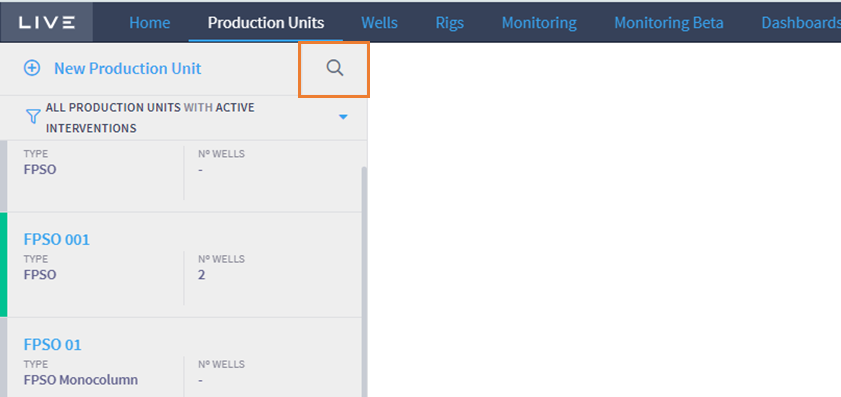 LIVE Home Production Units Wells Rigs Monitoring Monitoring Beta Dashboards
New Production Unit
ALL PRODUCTION UNITS WITH ACTIVE
INTERVENTIONS
TYPE Nº WELLS
FPSO -
FPSO 001
TYPE Nº WELLS
FPSO 2
FPSO 01
TYPE Nº WELLS
FPSO Monocolumn -